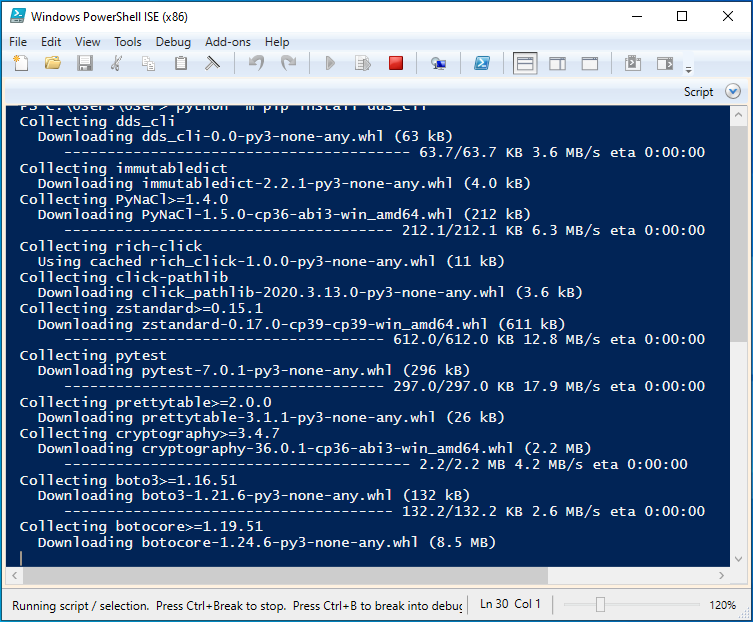 Windows PowerShell ISE (x86)
File Edit View Tools Debug Add-ons Help
Script
PS C:\Users\User> python -m pip install dds_cli
Collecting dds_cli
Downloading dds_cli-0.0-py3-none-any.whl (63 kB)
---------------------------------------- 63.7/63.7 KB 3.6 MB/s eta 0:00:00
Collecting immutabledict
Downloading immutabledict-2.2.1-py3-none-any.whl (4.0 kB)
Collecting PyNaCl>=1.4.0
Downloading PyNaCl-1.5.0-cp36-abi3-win_amd64.whl (212 kB)
-------------------------------------- 212.1/212.1 KB 6.3 MB/s eta 0:00:00
Collecting rich-click
Using cached rich_click-1.0.0-py3-none-any.whl (11 kB)
Collecting click-pathlib
Downloading click_pathlib-2020.3.13.0-py3-none-any.whl (3.6 kB)
Collecting zstandard>=0.15.1
Downloading zstandard-0.17.0-cp39-cp39-win_amd64.whl (611 kB)
------------------------------------- 612.0/612.0 KB 12.8 MB/s eta 0:00:00
Collecting pytest
Downloading pytest-7.0.1-py3-none-any.whl (296 kB)
------------------------------------- 297.0/297.0 KB 17.9 MB/s eta 0:00:00
Collecting prettytable>=2.0.0
Downloading prettytable-3.1.1-py3-none-any.whl (26 kB)
Collecting cryptography>=3.4.7
Downloading cryptography-36.0.1-cp36-abi3-win_amd64.whl (2.2 MB)
---------------------------------------- 2.2/2.2 MB 4.2 MB/s eta 0:00:00
Collecting boto3>=1.16.51
Downloading boto3-1.21.6-py3-none-any.whl (132 kB)
-------------------------------------- 132.2/132.2 KB 2.6 MB/s eta 0:00:00
Collecting botocore>=1.19.51
Downloading botocore-1.24.6-py3-none-any.whl (8.5 MB)
Running script / selection. Press Ctrl+Break to stop. Press Ctrl+B to break into debug Ln 30 Col 1 120%